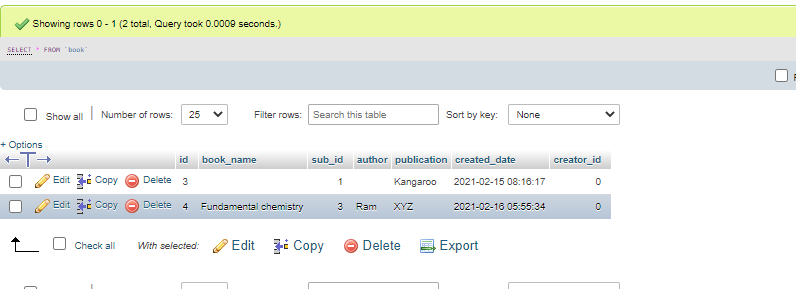 Showing rows 0 - 1 (2 total, Query took 0.0009 seconds.)
SELECT * FROM `book`
Show all Number of rows: 25 Filter rows: Search this table Sort by key: None
+ Options
←T→ id book_name sub_id author publication created_date creator_id
Edit Copy Delete 3 1 Kangaroo 2021-02-15 08:16:17 0
Edit Copy Delete 4 Fundamental chemistry 3 Ram XYZ 2021-02-16 05:55:34 0
Check all With selected: Edit Copy Delete Export